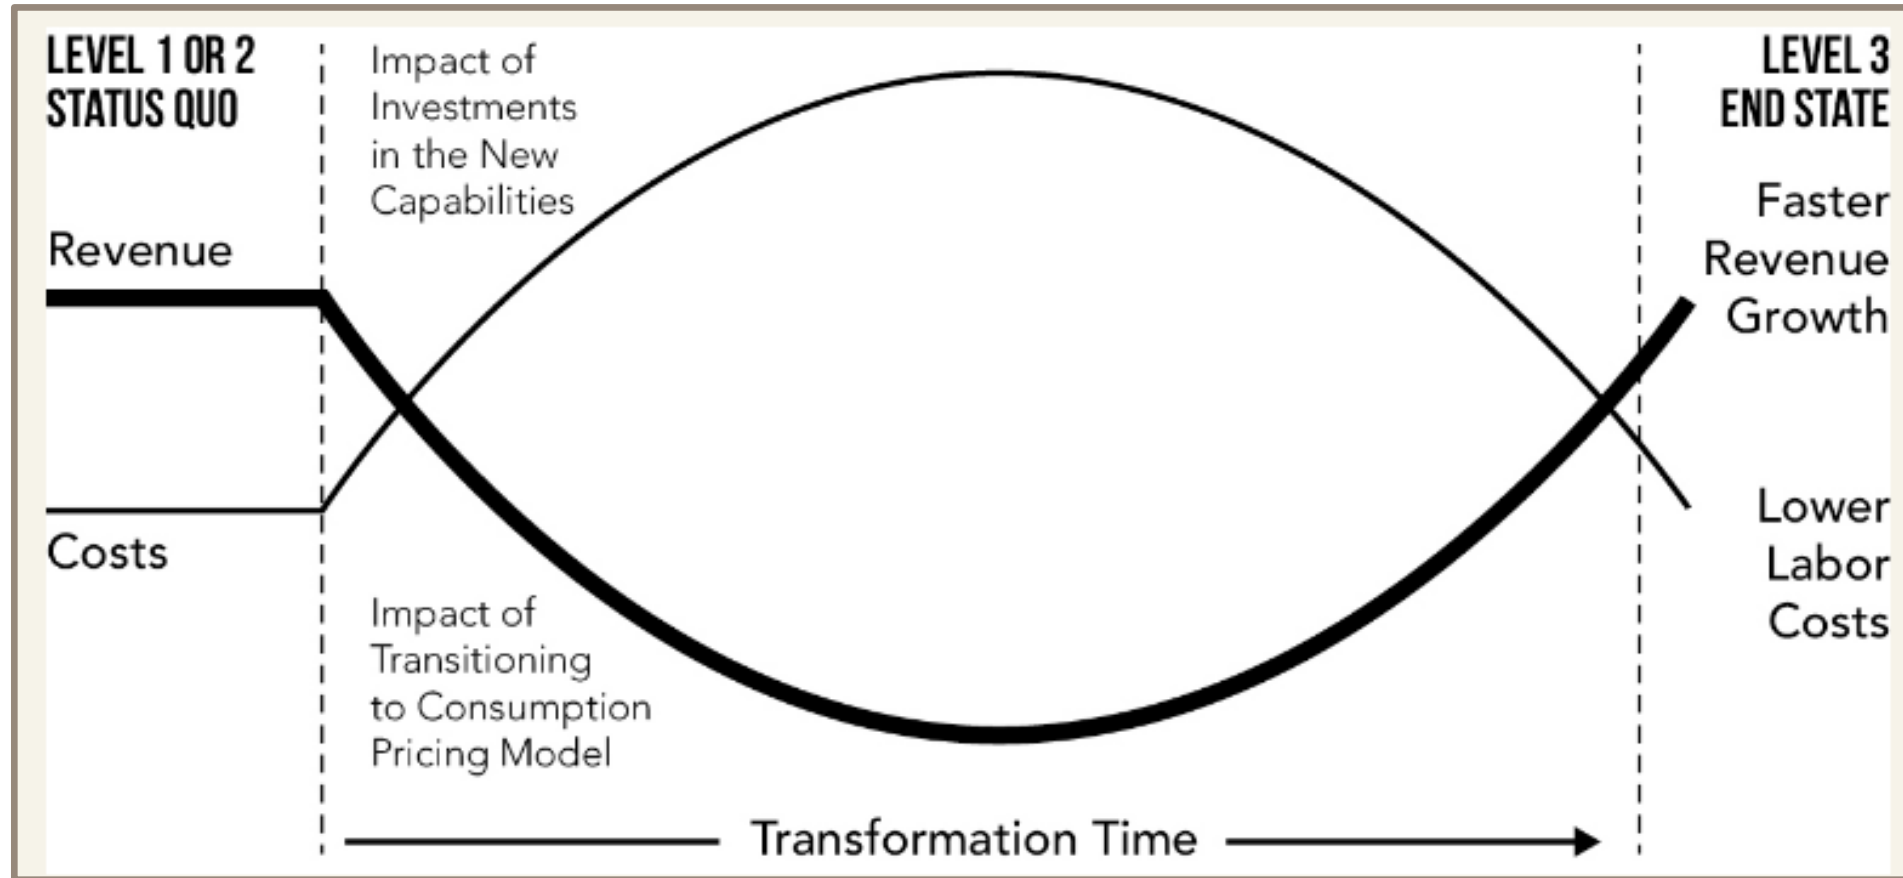 LEVEL 1 OR 2
STATUS QUO
Revenue
Costs
Impact of
Investments
in the New
Capabilities
Impact of
Transitioning
to Consumption
Pricing Model
Transformation Time
LEVEL 3
END STATE
Faster
Revenue
Growth
Lower
Labor
Costs